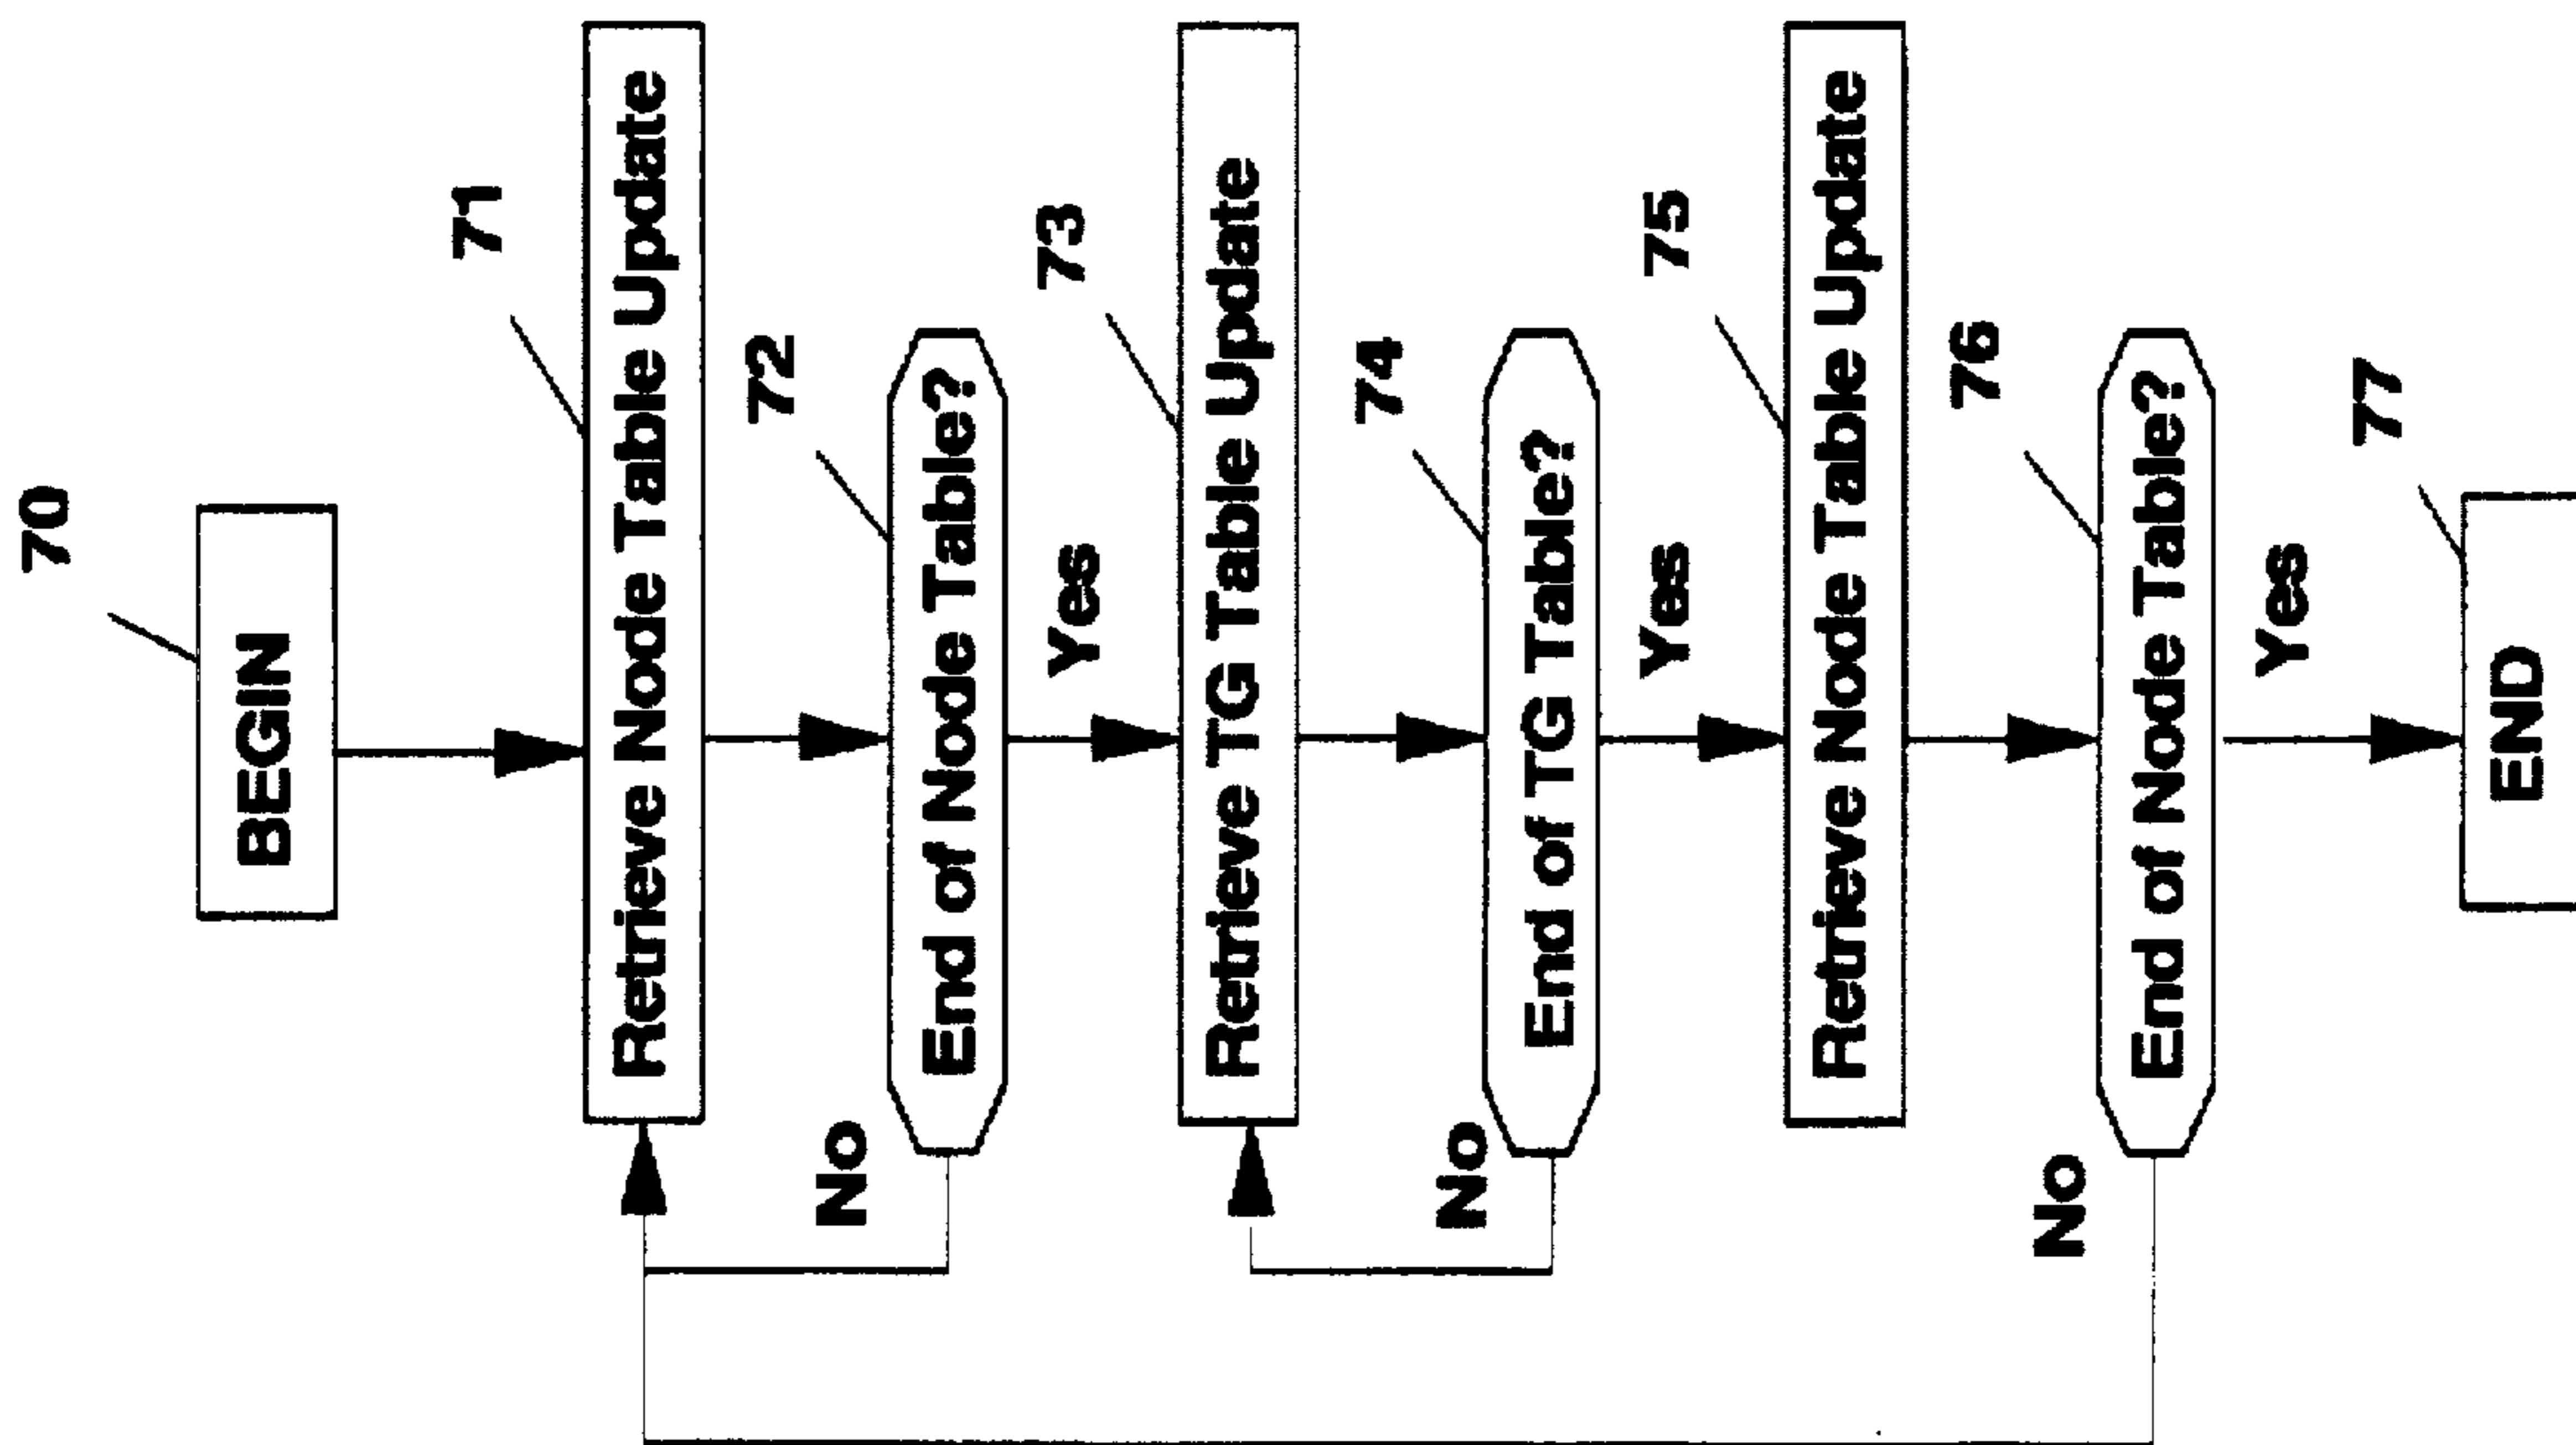 70
BEGIN
71
Retrieve Node Table Update
72
End of Node Table?
No
Yes
73
Retrieve TG Table Update
74
End of TG Table?
No
Yes
75
Retrieve Node Table Update
76
End of Node Table?
No
Yes
77
END